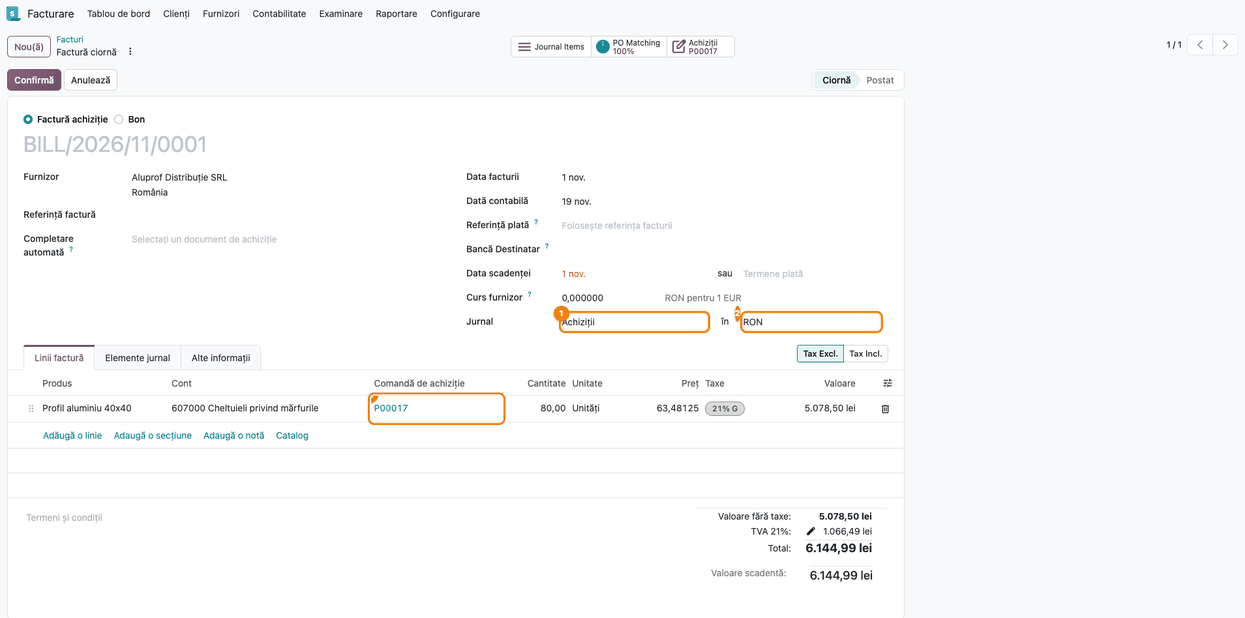 Facturare Tablou de bord Clienți Furnizori Contabilitate Examinare Raportare Configurare
Nou(ă)
Facturi
Factură ciornă
Journal Items
PO Matching
100%
Achiziții
P00017
1 / 1
Confirmă Anulează
Ciornă Postat
Factură achiziție Bon
BILL/2026/11/0001
Furnizor Aluprof Distribuție SRL
România
Referință factură
Completare automată ? Selectați un document de achiziție
Data facturii 1 nov.
Dată contabilă 19 nov.
Referință plată ? Folosește referința facturii
Bancă Destinatar ?
Data scadenței 1 nov. sau Termene plată
Curs furnizor ? 0,000000 RON pentru 1 EUR
1 2
Jurnal Achiziții în RON
Linii factură Elemente jurnal Alte informații
Tax Excl. Tax Incl.
Produs Cont Comandă de achiziție Cantitate Unitate Preț Taxe Valoare
Profil aluminiu 40x40 607000 Cheltuieli privind mărfurile P00017 80,00 Unități 63,48125 21% G 5.078,50 lei
Adăugă o linie Adaugă o secțiune Adaugă o notă Catalog
Termeni și condiții
Valoare fără taxe: 5.078,50 lei
TVA 21%: 1.066,49 lei
Total: 6.144,99 lei
Valoare scadentă: 6.144,99 lei